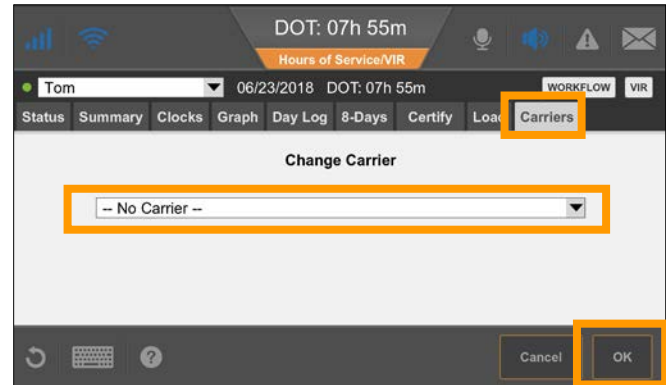 DOT: 07h 55m
Hours of Service/VIR
Tom 06/23/2018 DOT: 07h 55m WORKFLOW VIR
Status Summary Clocks Graph Day Log 8-Days Certify Load Carriers
Change Carrier
-- No Carrier --
? Cancel OK